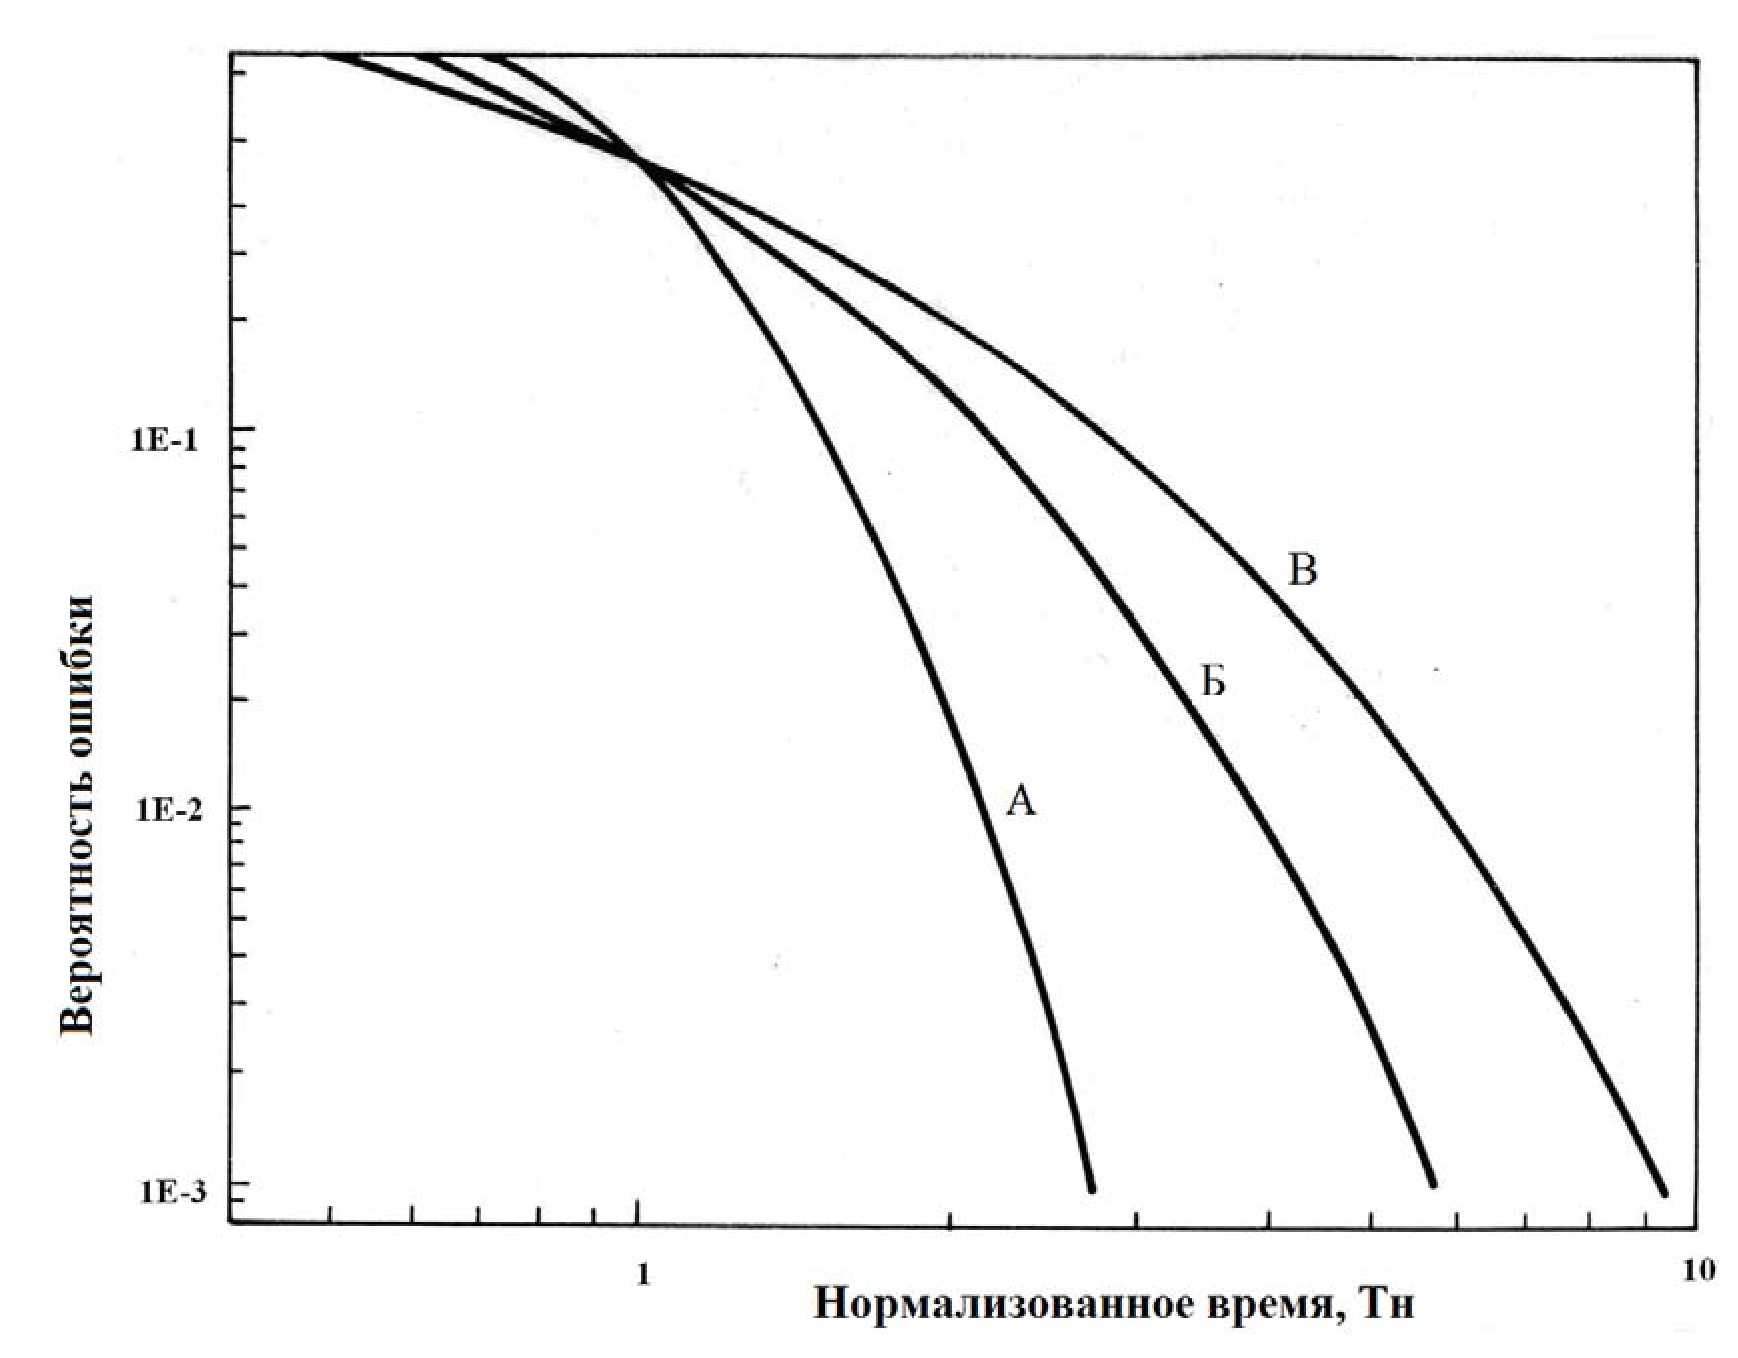 1E-1
1E-2
1E-3
Вероятность ошибки
А
Б
В
1
10
Нормализованное время, Тн